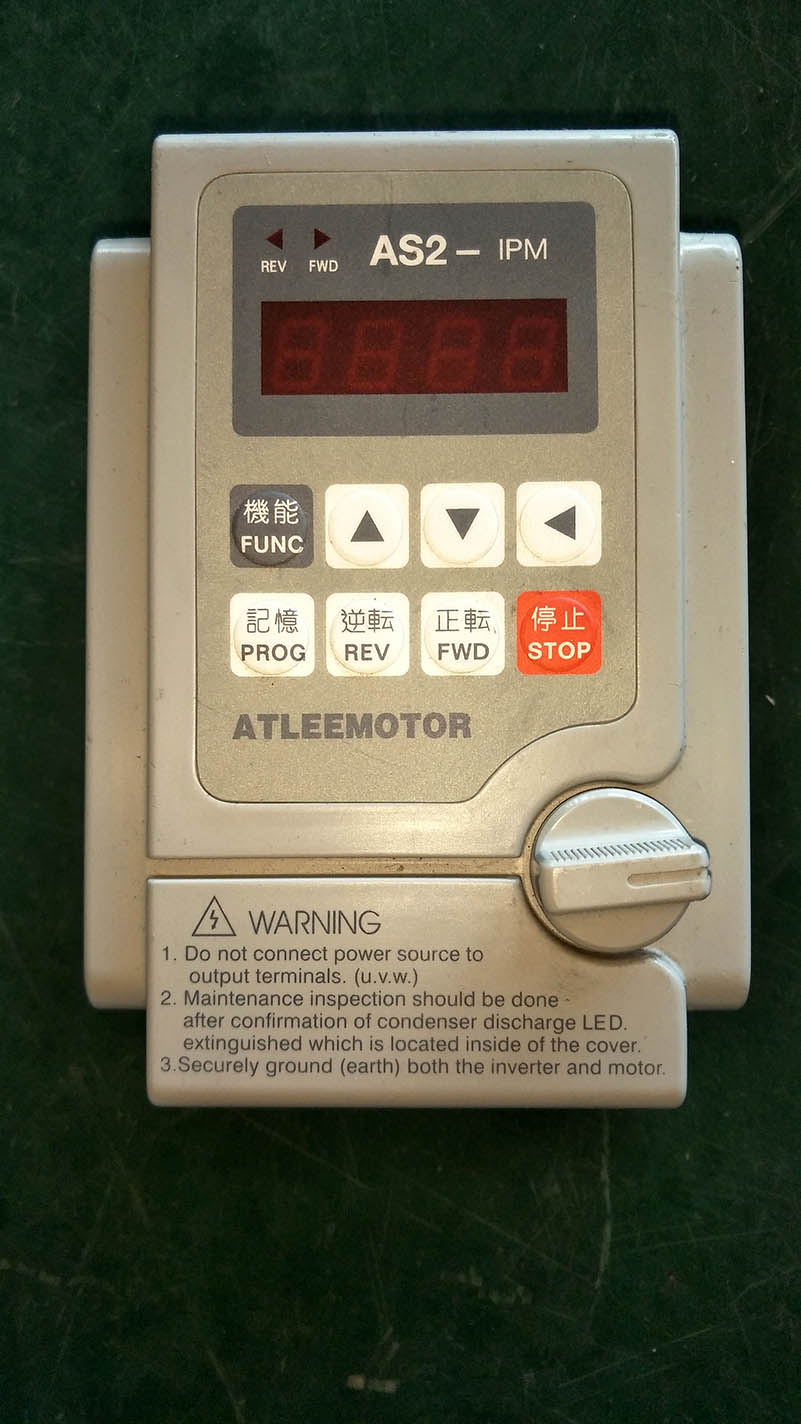 REV FWD AS2 – IPM
機能
FUNC
記憶 逆転 正転 停止
PROG REV FWD STOP
ATLEEMOTOR
WARNING
1. Do not connect power source to
output terminals. (u.v.w.)
2. Maintenance inspection should be done
after confirmation of condenser discharge LED.
extinguished which is located inside of the cover.
3.Securely ground (earth) both the inverter and motor.